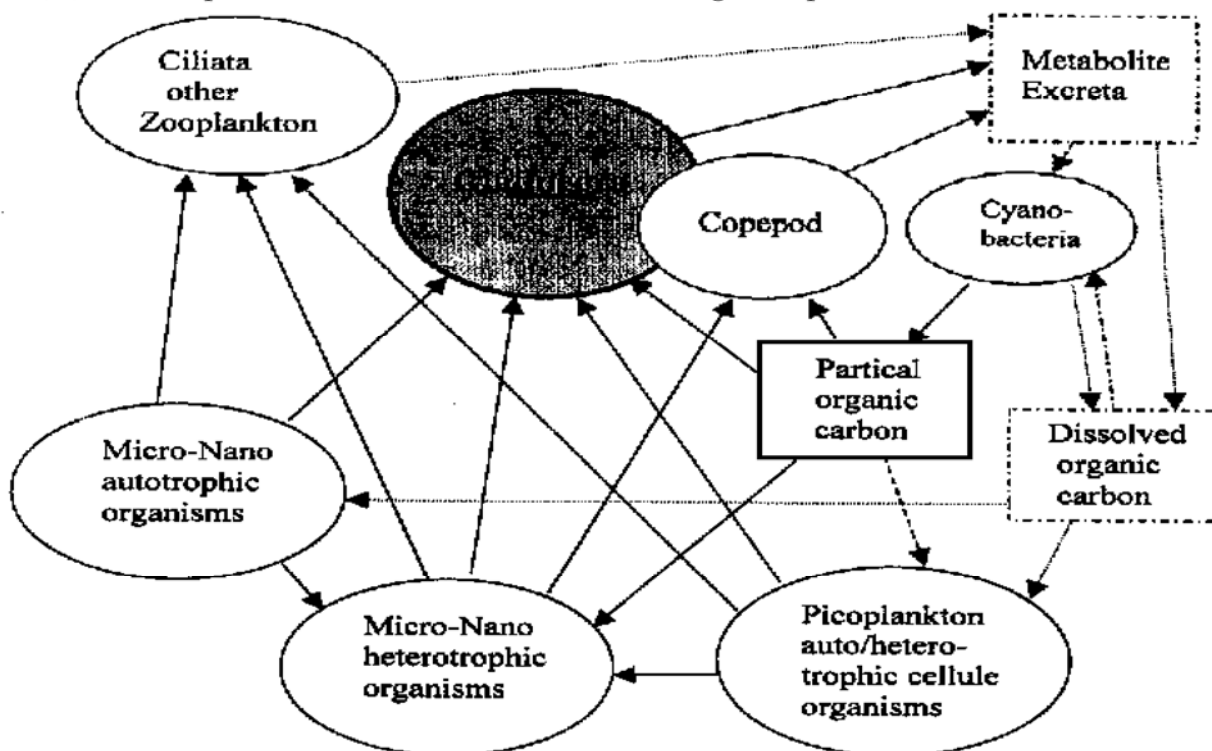 Ciliata
other
Zooplankton
Metabolite
Excreta
Copepod
Cyano-
bacteria
Partical
organic
carbon
Dissolved
organic
carbon
Micro-Nano
autotrophic
organisms
Micro-Nano
heterotrophic
organisms
Picoplankton
auto/hetero-
trophic cellule
organisms